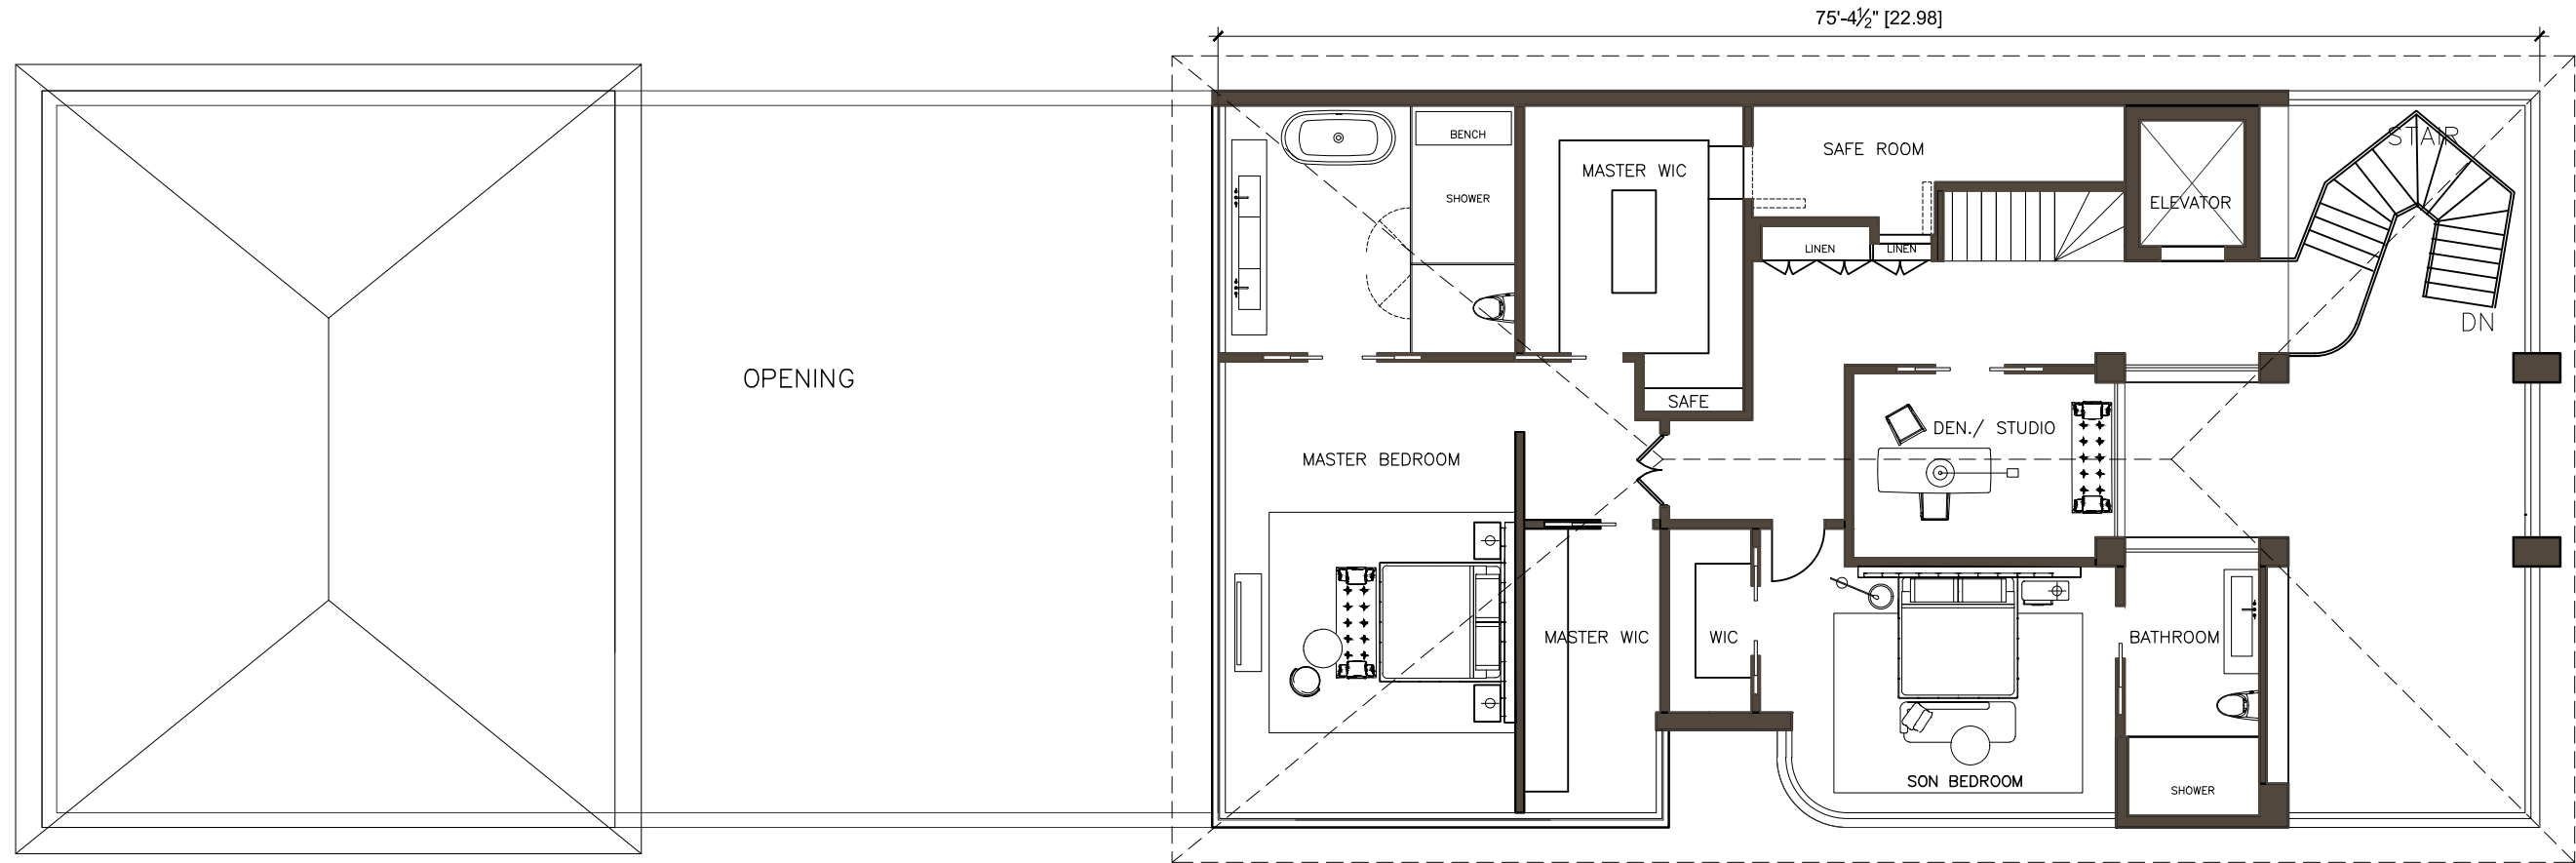 75'-4½" [22.98]
BENCH
STAIR
SAFE ROOM
MASTER WIC
SHOWER
ELEVATOR
LINEN
LINEN
DN
OPENING
SAFE
DEN./ STUDIO
MASTER BEDROOM
MASTER WIC
WIC
BATHROOM
SON BEDROOM
SHOWER